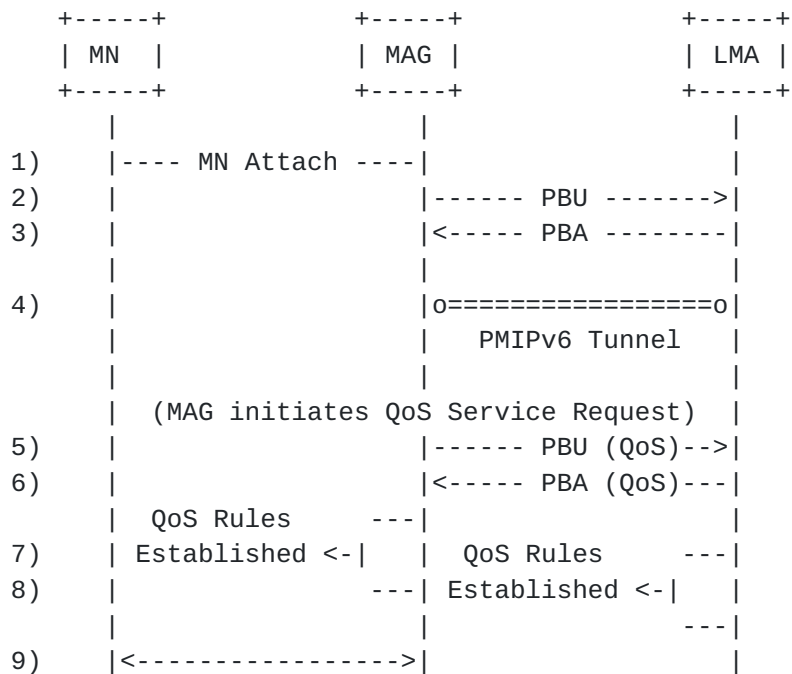 +-----+          +-----+            +-----+
   | MN  |          | MAG |            | LMA |
   +-----+          +-----+            +-----+
      |                 |                 |
1)    |---- MN Attach ----|                 |
2)    |                 |------ PBU ------->|
3)    |                 |<----- PBA --------|
      |                 |                 |
4)    |                 |o=================o|
      |                 |   PMIPv6 Tunnel   |
      |                 |                 |
      |  (MAG initiates QoS Service Request)  |
5)    |                 |------ PBU (QoS)-->|
6)    |                 |<----- PBA (QoS)---|
      |  QoS Rules    ---|                 |
7)    | Established <-|   |  QoS Rules    ---|
8)    |              ---| Established <-|   |
      |                 |              ---|
9)    |<----------------->|                 |